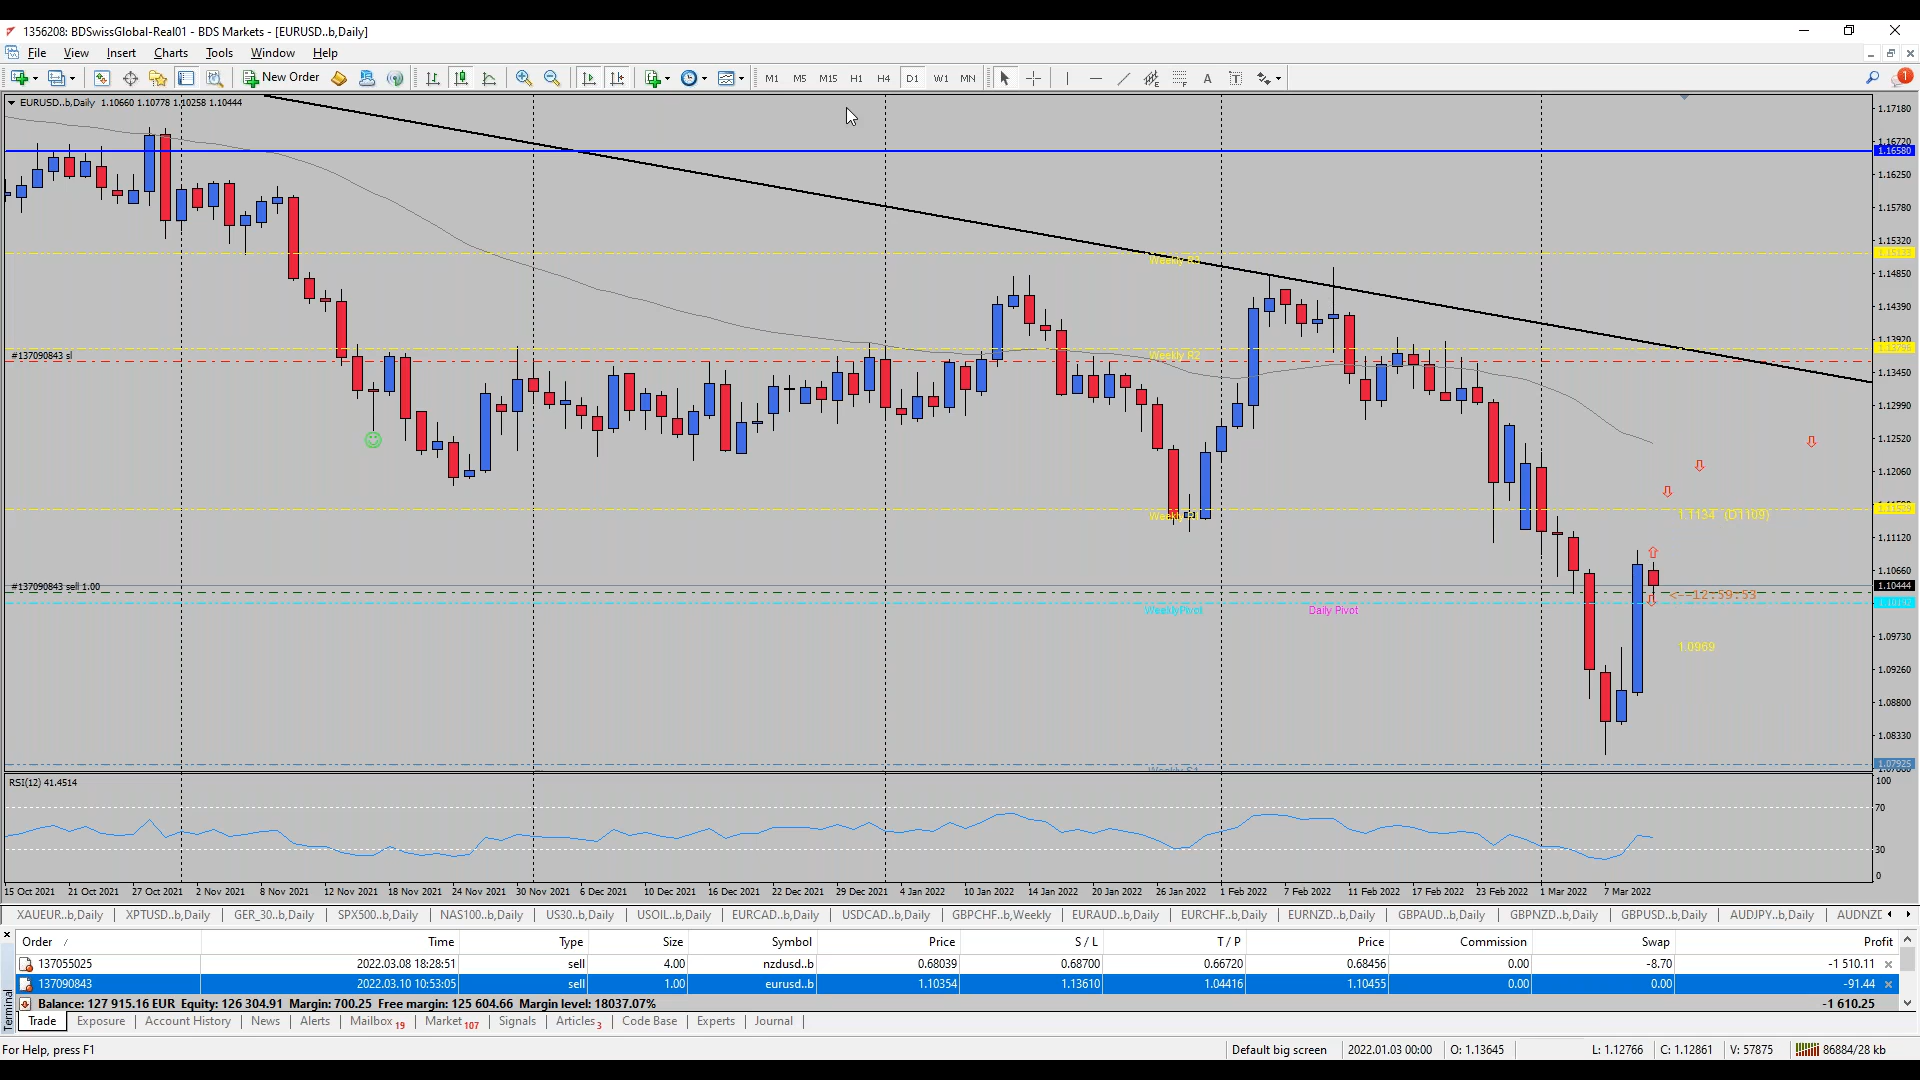 1356208: BDSwissGlobal-Real01 - BDS Markets - [EURUSD..b,Daily]
File View Insert Charts Tools Window Help
New Order M1 M5 M15 H1 H4 D1 W1 MN A T 1
EURUSD..b,Daily 1.10660 1.10778 1.10258 1.10444
1.17180
1.16720
1.16580
1.16250
1.15780
1.15320
Weekly R3
1.14850
1.14390
1.13920
#137090843 sl
Weekly R2
1.13450
1.12990
1.12520
1.12060
1.1134 (D1109)
1.11120
1.10660
#137090843 sell 1.00
1.10444
<--12:59:53
WeeklyPivot Daily Pivot
1.0969
1.09730
1.09260
1.08800
1.08330
1.07925
Weekly S1
RSI(12) 41.4514
100
70
30
0
15 Oct 2021 21 Oct 2021 27 Oct 2021 2 Nov 2021 8 Nov 2021 12 Nov 2021 18 Nov 2021 24 Nov 2021 30 Nov 2021 6 Dec 2021 10 Dec 2021 16 Dec 2021 22 Dec 2021 29 Dec 2021 4 Jan 2022 10 Jan 2022 14 Jan 2022 20 Jan 2022 26 Jan 2022 1 Feb 2022 7 Feb 2022 11 Feb 2022 17 Feb 2022 23 Feb 2022 1 Mar 2022 7 Mar 2022
XAUEUR..b,Daily XPTUSD..b,Daily GER_30..b,Daily SPX500..b,Daily NAS100..b,Daily US30..b,Daily USOIL..b,Daily EURCAD..b,Daily USDCAD..b,Daily GBPCHF..b,Weekly EURAUD..b,Daily EURCHF..b,Daily EURNZD..b,Daily GBPAUD..b,Daily GBPNZD..b,Daily GBPUSD..b,Daily AUDJPY..b,Daily AUDNZD
Order / Time Type Size Symbol Price S / L T / P Price Commission Swap Profit
137055025 2022.03.08 18:28:51 sell 4.00 nzdusd..b 0.68039 0.68700 0.66720 0.68456 0.00 -8.70 -1 510.11
137090843 2022.03.10 10:53:05 sell 1.00 eurusd..b 1.10354 1.13610 1.04416 1.10455 0.00 0.00 -91.44
Balance: 127 915.16 EUR Equity: 126 304.91 Margin: 700.25 Free margin: 125 604.66 Margin level: 18037.07% -1 610.25
Terminal
Trade Exposure Account History News Alerts Mailbox 19 Market 107 Signals Articles 3 Code Base Experts Journal
For Help, press F1 Default big screen 2022.01.03 00:00 O: 1.13645 L: 1.12766 C: 1.12861 V: 57875 86884/28 kb